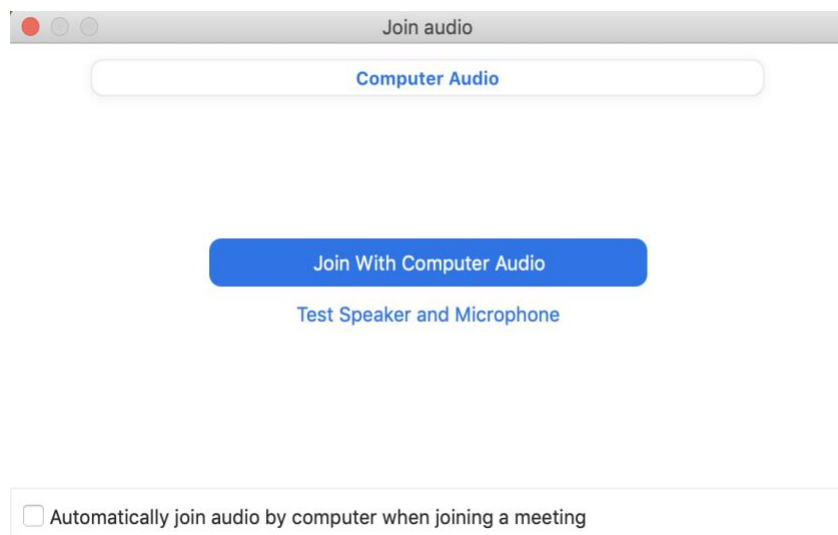 Join audio
Computer Audio
Join With Computer Audio
Test Speaker and Microphone
Automatically join audio by computer when joining a meeting